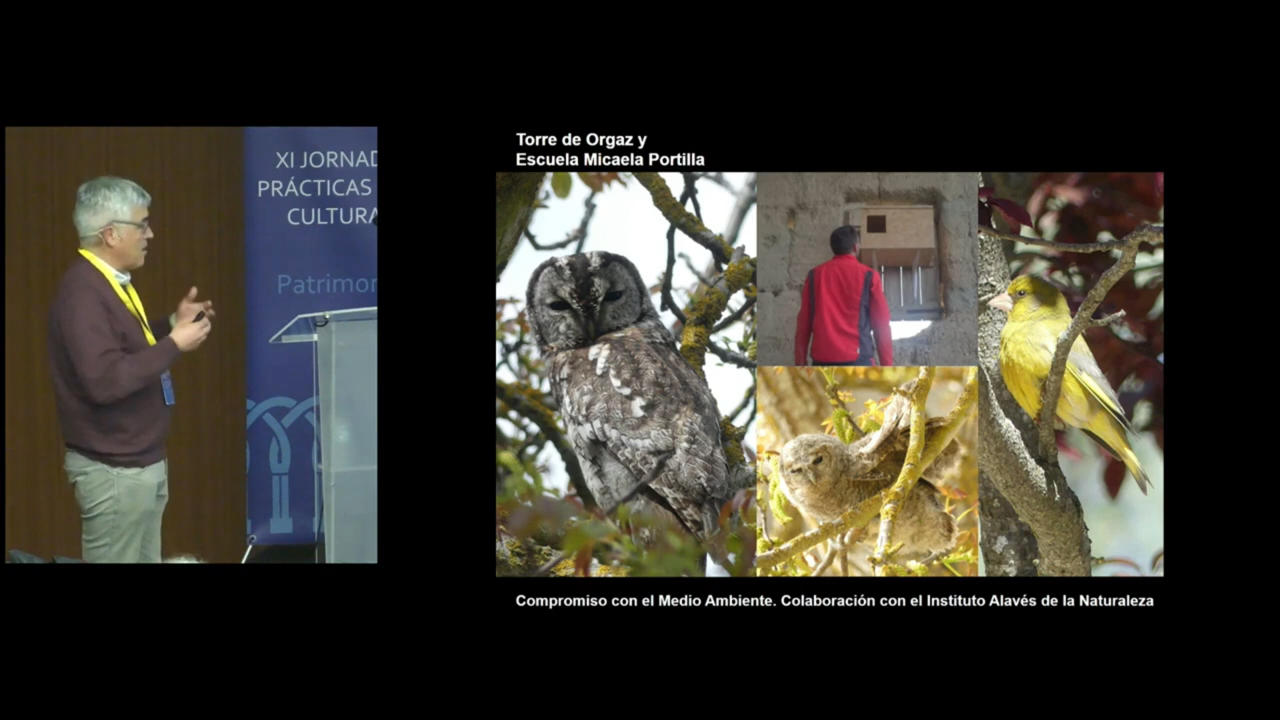 XI JORNAD
PRÁCTICAS
CULTURA
Patrimon
Torre de Orgaz y
Escuela Micaela Portilla
Compromiso con el Medio Ambiente. Colaboración con el Instituto Alavés de la Naturaleza